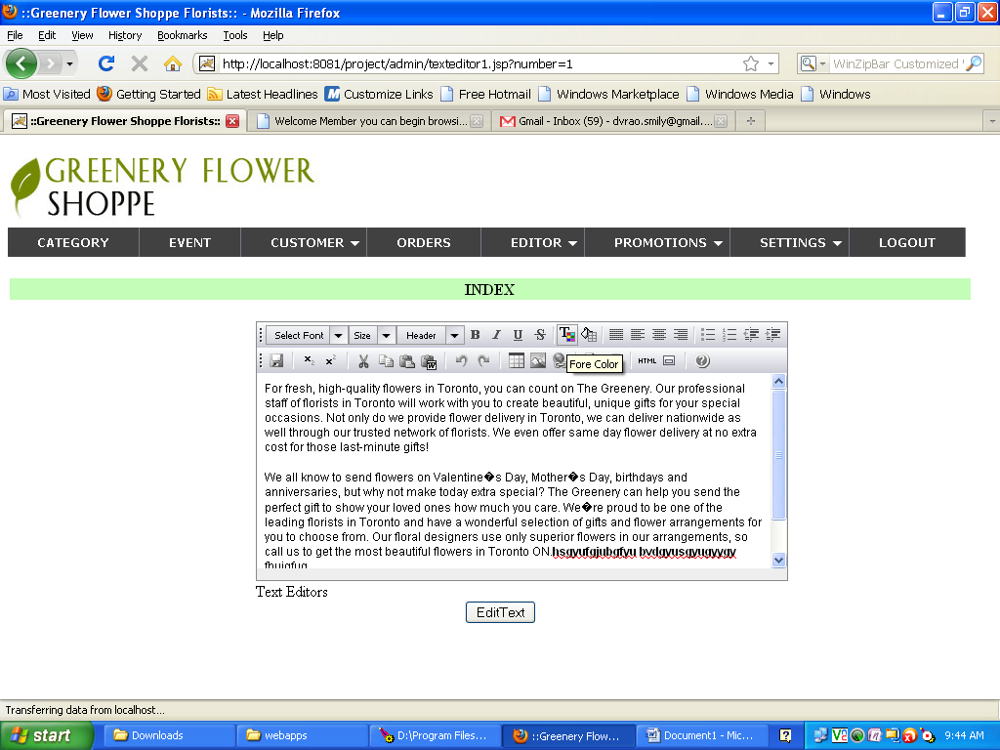 ::Greenery Flower Shoppe Florists:: - Mozilla Firefox
File Edit View History Bookmarks Tools Help
http://localhost:8081/project/admin/texteditor1.jsp?number=1
WinZipBar Customized
Most Visited Getting Started Latest Headlines Customize Links Free Hotmail Windows Marketplace Windows Media Windows
::Greenery Flower Shoppe Florists:: Welcome Member you can begin browsi... Gmail - Inbox (59) - dvrao.smily@gmail....
GREENERY FLOWER
SHOPPE
CATEGORY EVENT CUSTOMER ORDERS EDITOR PROMOTIONS SETTINGS LOGOUT
INDEX
Select Font Size Header B I U S
HTML
Fore Color
For fresh, high-quality flowers in Toronto, you can count on The Greenery. Our professional
staff of florists in Toronto will work with you to create beautiful, unique gifts for your special
occasions. Not only do we provide flower delivery in Toronto, we can deliver nationwide as
well through our trusted network of florists. We even offer same day flower delivery at no extra
cost for those last-minute gifts!
We all know to send flowers on Valentine�s Day, Mother�s Day, birthdays and
anniversaries, but why not make today extra special? The Greenery can help you send the
perfect gift to show your loved ones how much you care. We�re proud to be one of the
leading florists in Toronto and have a wonderful selection of gifts and flower arrangements for
you to choose from. Our floral designers use only superior flowers in our arrangements, so
call us to get the most beautiful flowers in Toronto ON.
Text Editors
EditText
Transferring data from localhost...
start Downloads webapps D:\Program Files... ::Greenery Flow... Document1 - Mic... 9:44 AM